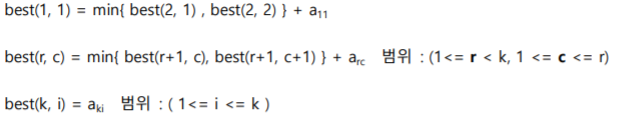 best(1, 1) = min{ best(2, 1) , best(2, 2) } + a₁₁
best(r, c) = min{ best(r+1, c), best(r+1, c+1) } + aᵣc 범위 : (1<= r < k, 1 <= c <= r)
best(k, i) = aₖᵢ 범위 : ( 1<= i <= k )